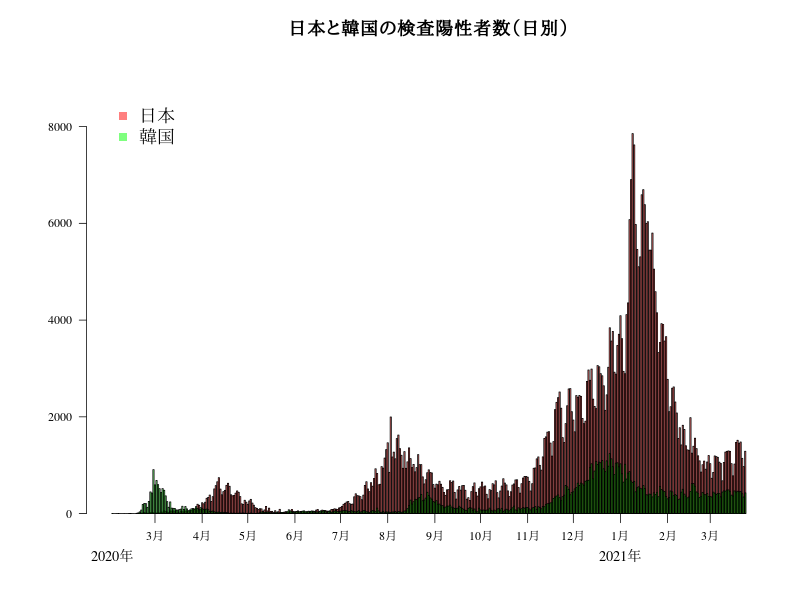 日本と韓国の検査陽性者数（日別）
日本
韓国
8000
6000
4000
2000
0
3月 4月 5月 6月 7月 8月 9月 10月 11月 12月 1月 2月 3月
2020年 2021年